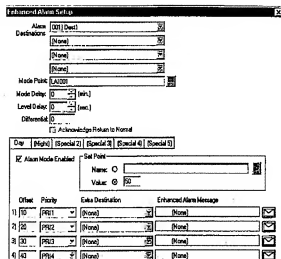 Enhanced Alarm Setup
Alarm Destinations: 001| Dest1
(None)
(None)
(None)
Mode Point: LAI001
Mode Delay: 0 (min.)
Level Delay: 0 (sec.)
Differential: 0
Acknowledge Return to Normal
Day (Night) (Special 2) (Special 3) (Special 4) (Special 5)
Alarm Mode Enabled
Set Point
Name:
Value: 50
Offset Priority Extra Destination Enhanced Alarm Message
1) 10 PRI1 (None) (None)
2) 20 PRI2 (None) (None)
3) 30 PRI3 (None) (None)
4) 40 PRI4 (None) (None)